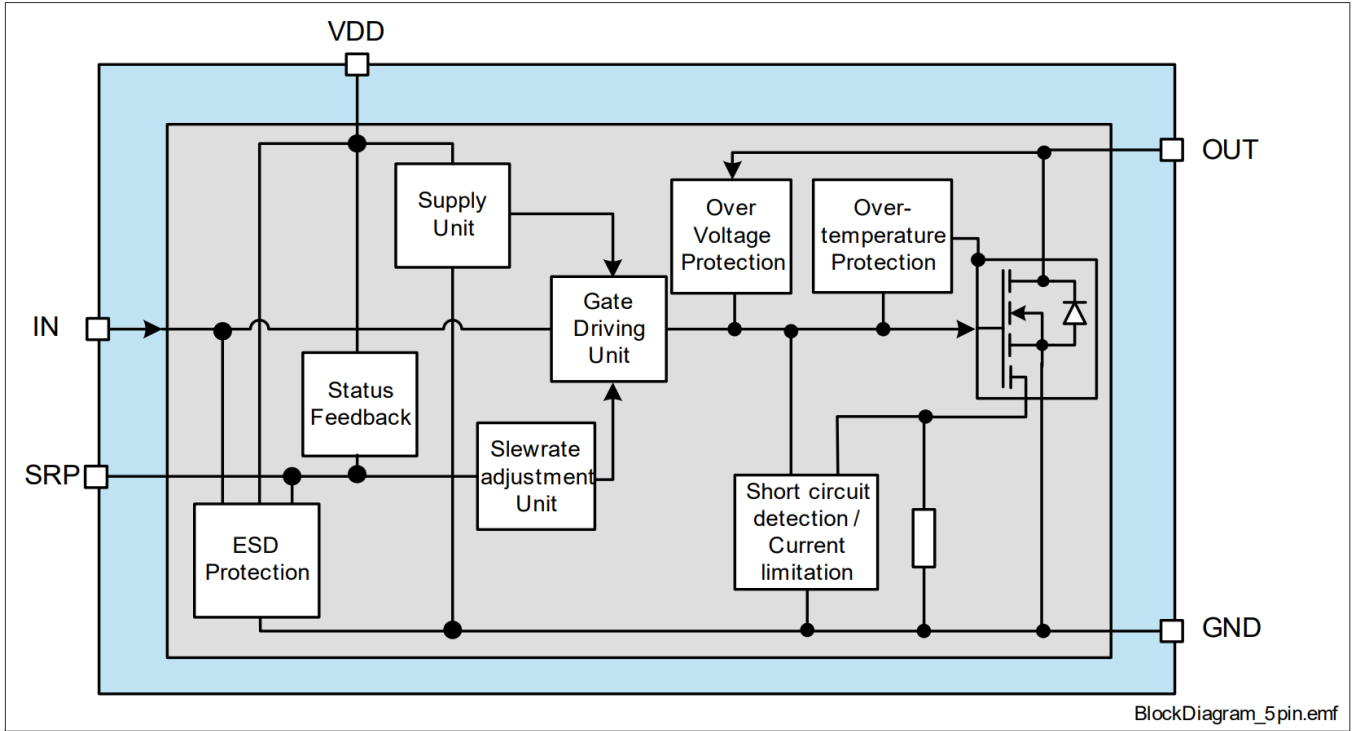 VDD
OUT
Supply
Unit
Over
Voltage
Protection
Over-
temperature
Protection
IN
Gate
Driving
Unit
Status
Feedback
SRP
Slewrate
adjustment
Unit
Short circuit
detection /
Current
limitation
ESD
Protection
GND
BlockDiagram_5pin.emf